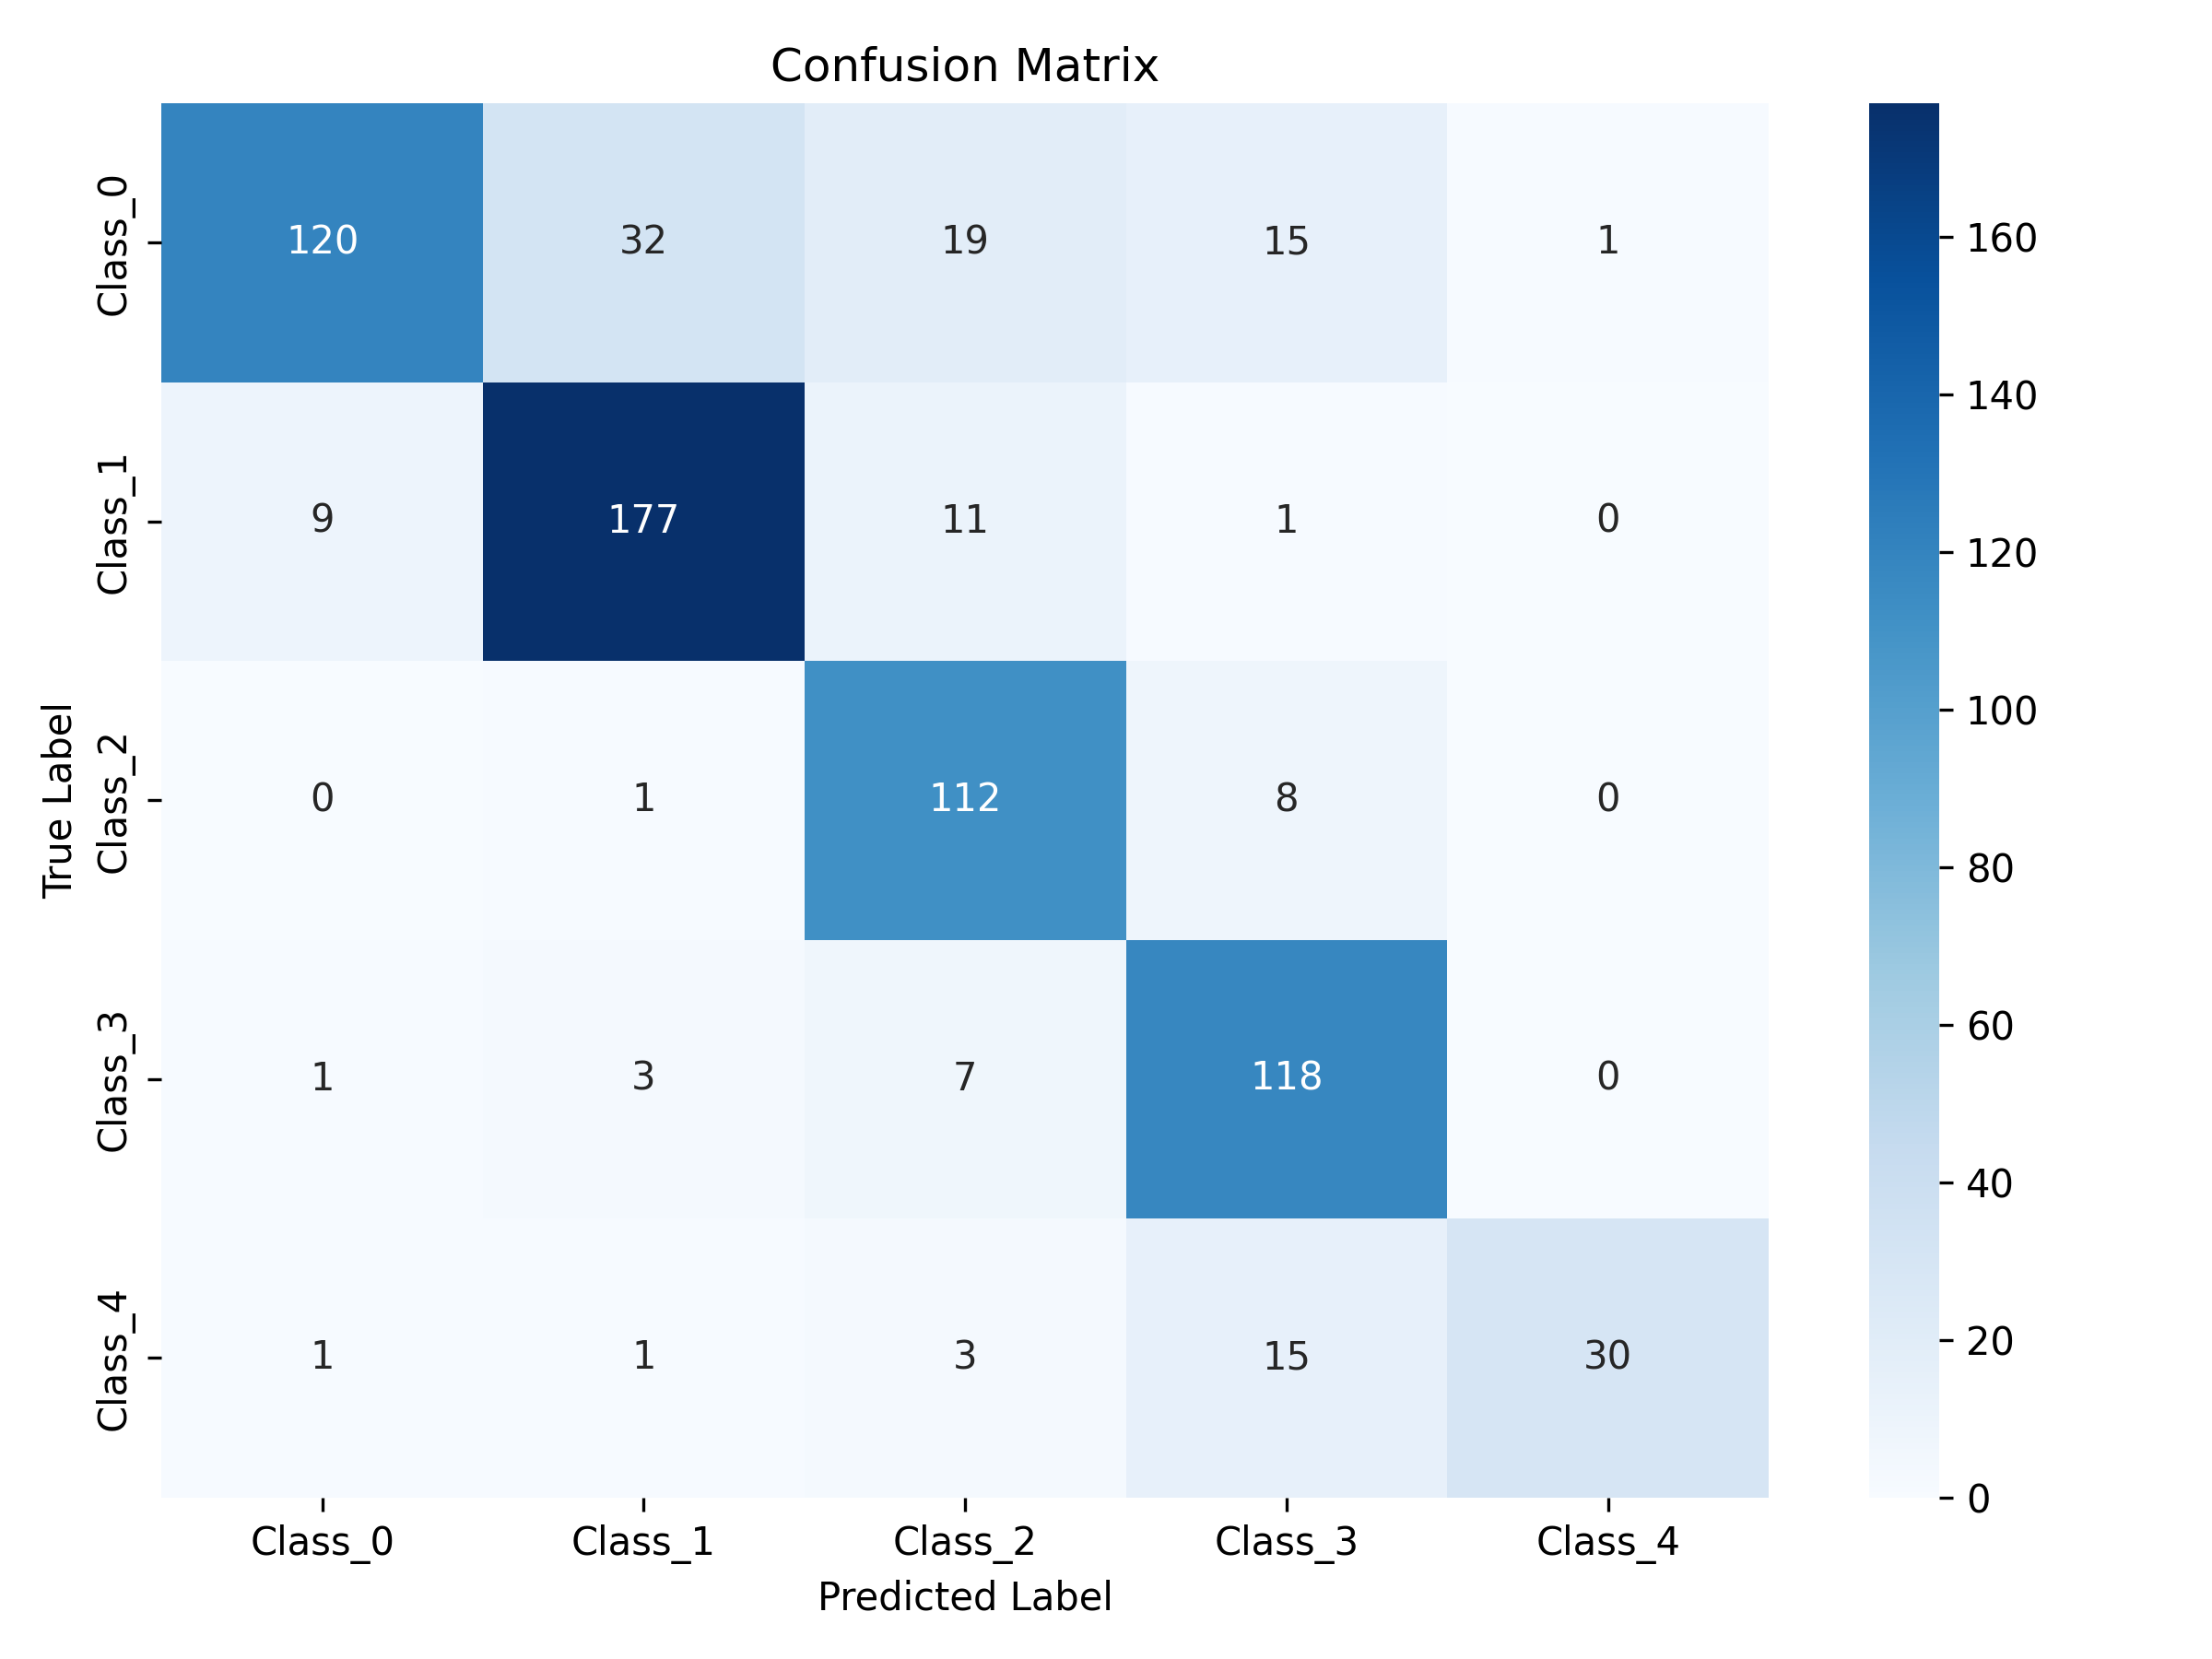 Confusion Matrix
True Label
Class_0 120 32 19 15 1
Class_1 9 177 11 1 0
Class_2 0 1 112 8 0
Class_3 1 3 7 118 0
Class_4 1 1 3 15 30
Class_0 Class_1 Class_2 Class_3 Class_4
Predicted Label
160
140
120
100
80
60
40
20
0